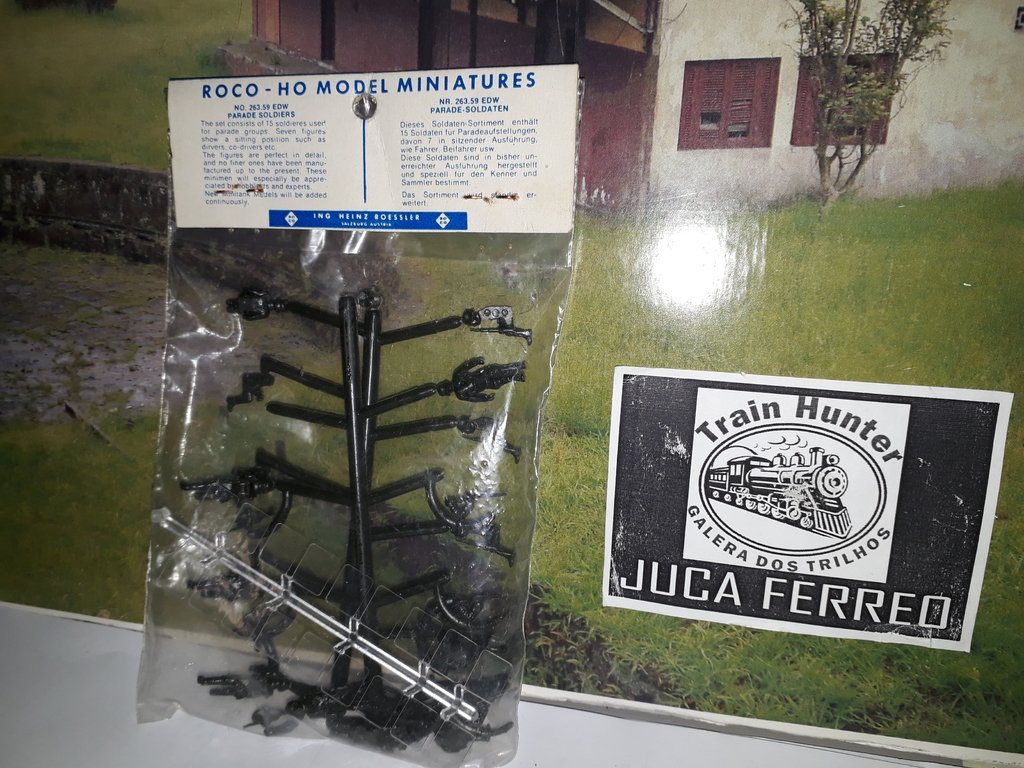 ROCO - HO MODEL MINIATURES
NO. 263.59 EDW
PARADE SOLDIERS
The set consists of 15 soldieres used
for parade groups. Seven figures
show a sitting position such as
drivers, co-drivers etc.
The figures are perfect in detail,
and no finer ones have been manu-
factured up to the present. These
minimen will especially be appre-
ciated by hobbyists and experts.
New Minitank Models will be added
continuously.
NR. 263.59 EDW
PARADE-SOLDATEN
Dieses Soldaten-Sortiment enthält
15 Soldaten für Paradeaufstellungen,
davon 7 in sitzender Ausführung,
wie Fahrer, Beifahrer usw.
Diese Soldaten sind in bisher un-
erreichter Ausführung hergestellt
und speziell für den Kenner und
Sammler bestimmt.
Das Sortiment wird ständig er-
weitert.
ING HEINZ ROESSLER
SALZBURG AUSTRIA
Train Hunter
GALERA DOS TRILHOS
JUCA FERREO